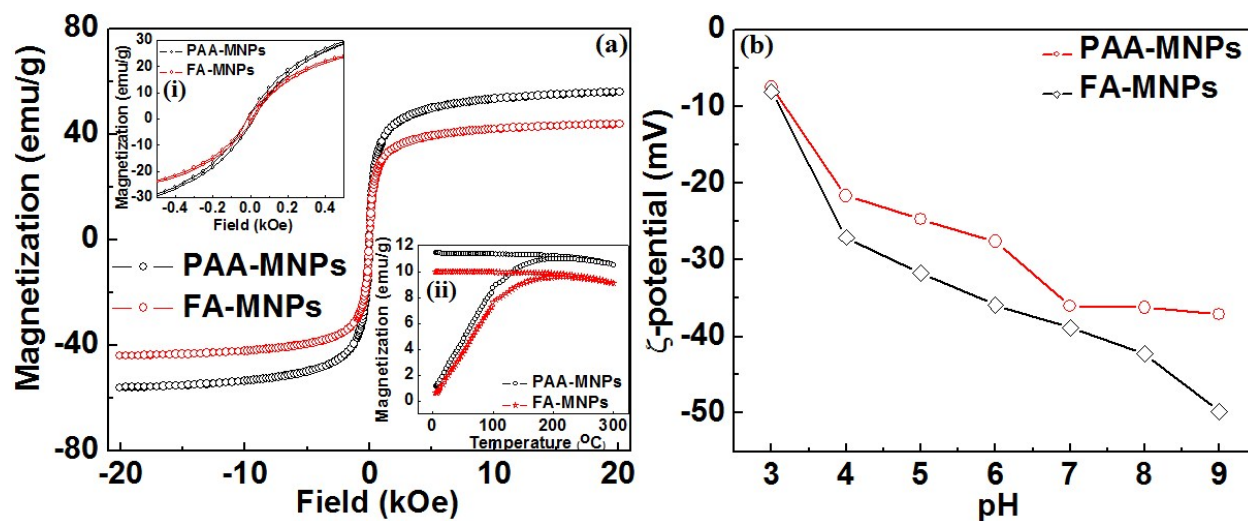 (a)
Magnetization (emu/g)
80
40
0
-40
-80
-20
-10
0
10
20
Field (kOe)
PAA-MNPs
FA-MNPs
(i)
PAA-MNPs
FA-MNPs
Magnetization (emu/g)
30
20
10
0
-10
-20
-30
-0.4
-0.2
0.0
0.2
0.4
Field (kOe)
(ii)
Magnetization (emu/g)
12
10
8
6
4
2
0
PAA-MNPs
FA-MNPs
0
100
200
300
Temperature (°C)
(b)
PAA-MNPs
FA-MNPs
ζ-potential (mV)
0
-10
-20
-30
-40
-50
3
4
5
6
7
8
9
pH